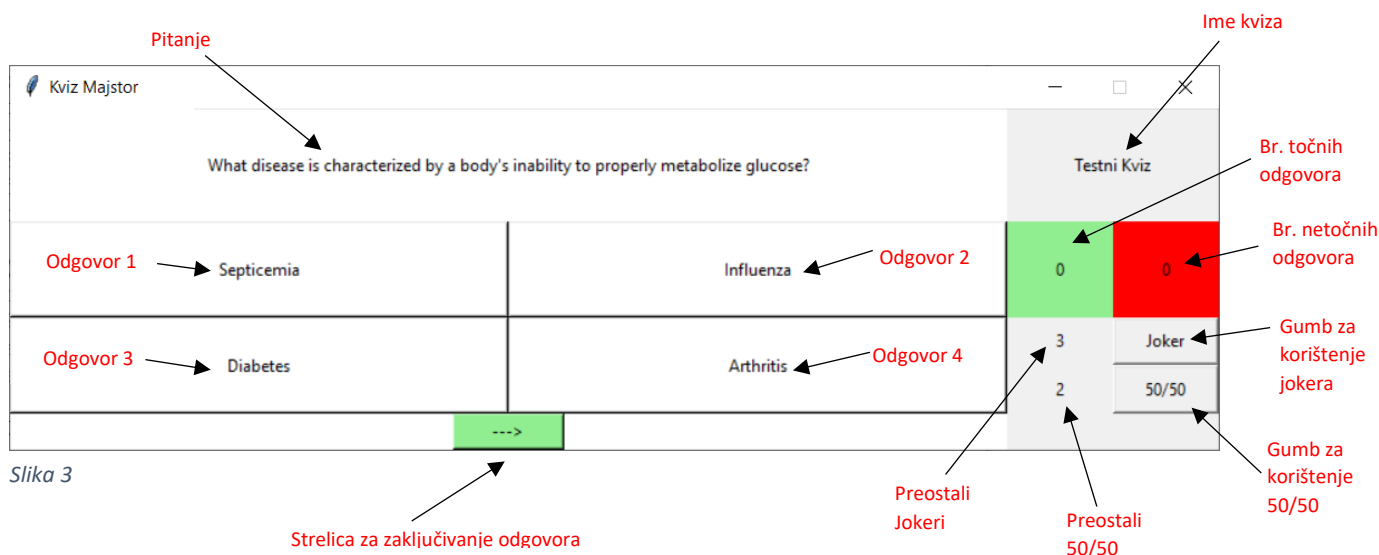 Ime kviza
Pitanje
Kviz Majstor
What disease is characterized by a body's inability to properly metabolize glucose?
Testni Kviz
Br. točnih
odgovora
Br. netočnih
odgovora
Odgovor 1
Septicemia
Influenza
Odgovor 2
0
0
Odgovor 3
Diabetes
Arthritis
Odgovor 4
3
Joker
Gumb za
korištenje
jokera
2
50/50
--->
Gumb za
korištenje
50/50
Slika 3
Preostali
Jokeri
Preostali
50/50
Strelica za zaključivanje odgovora